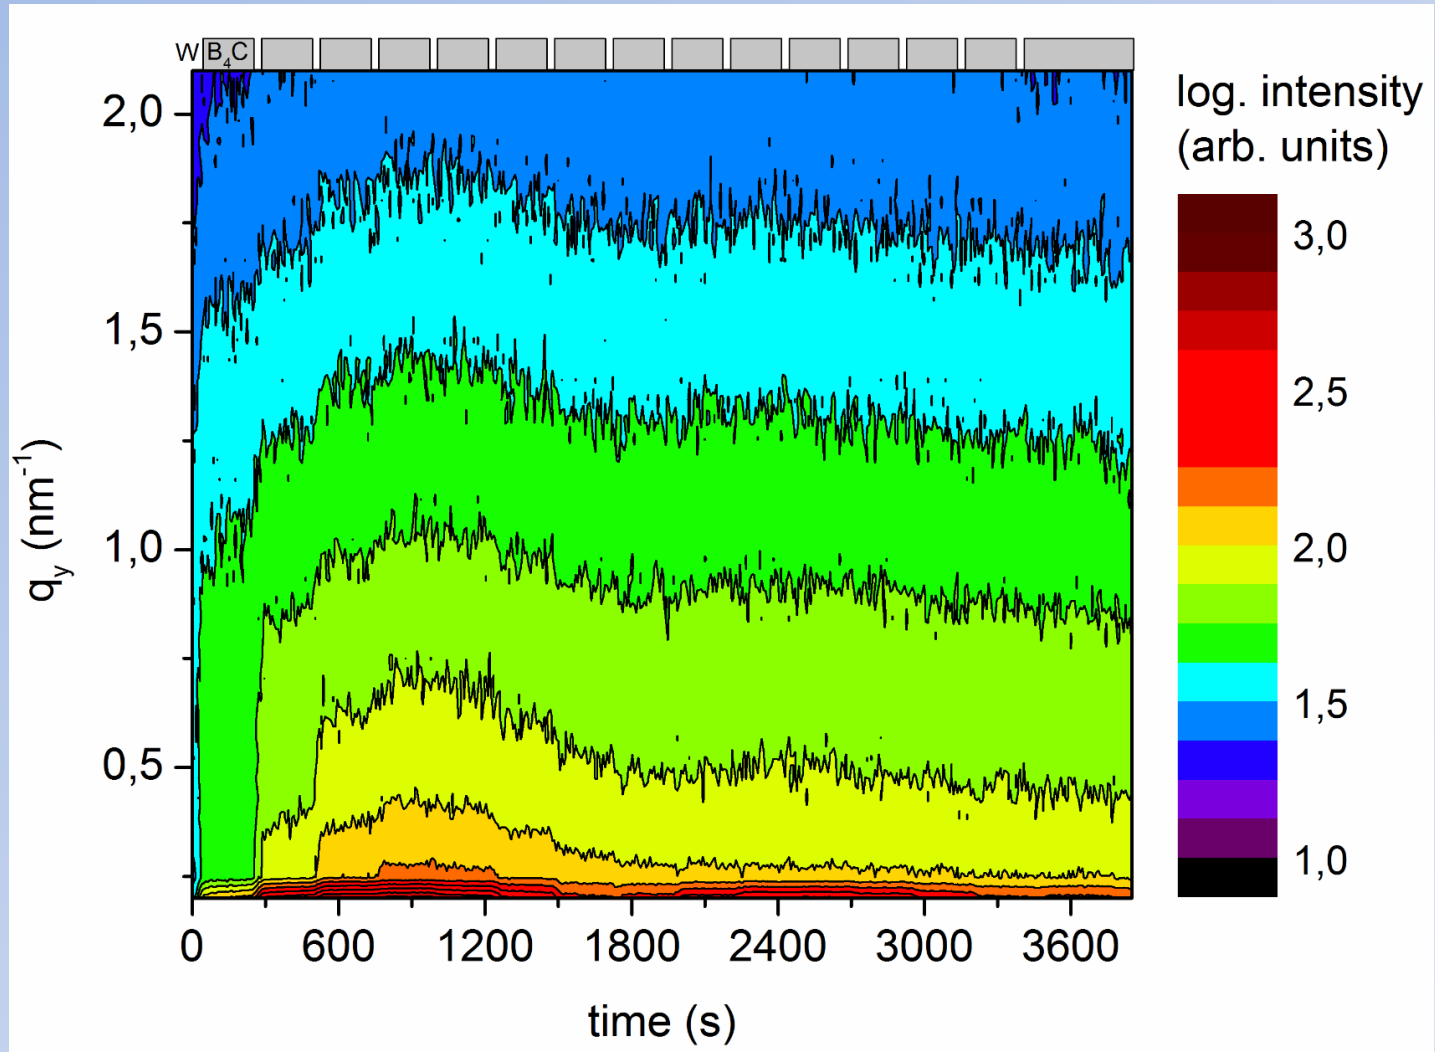 W B₄C
log. intensity
(arb. units)
2,0
1,5
1,0
0,5
qy (nm⁻¹)
3,0
2,5
2,0
1,5
1,0
0 600 1200 1800 2400 3000 3600
time (s)